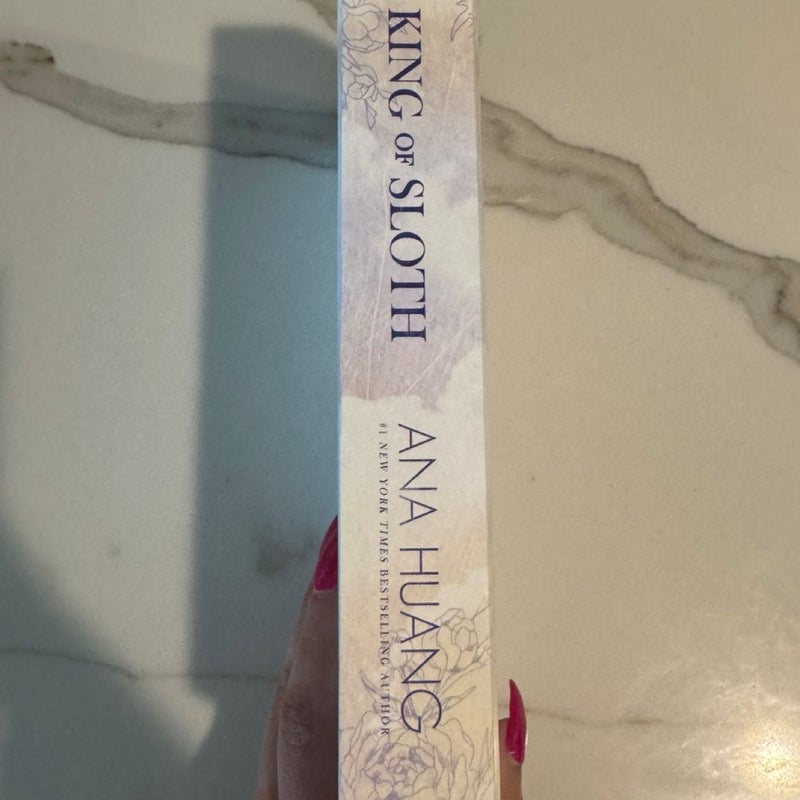 KING OF SLOTH
ANA HUANG
#1 NEW YORK TIMES BESTSELLING AUTHOR